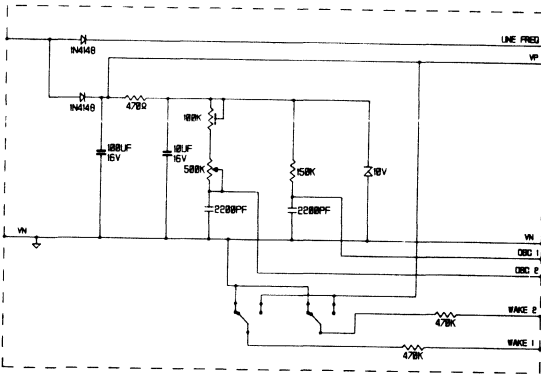 LINE FREQ
1N4148
VP
1N4148
470Ω
100K
100UF
16V
10UF
16V
500K
150K
10V
2200PF
2200PF
VN
VN
OSC 1
OSC 2
WAKE 2
470K
WAKE 1
470K